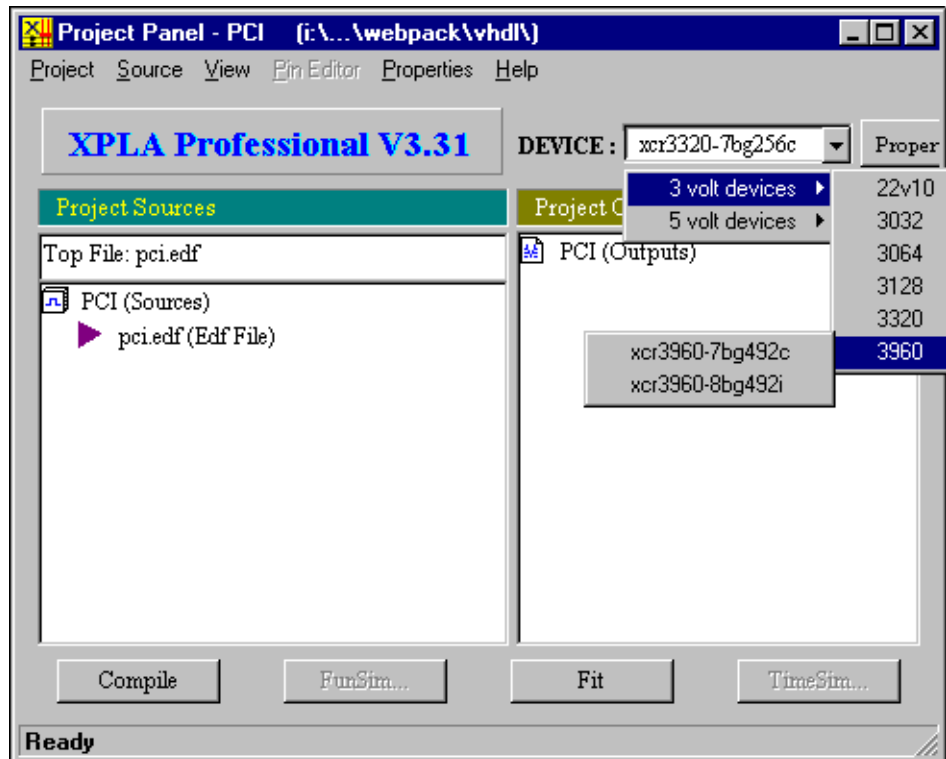 Project Panel - PCI (i:\...\webpack\vhdl\)
Project Source View Pin Editor Properties Help
XPLA Professional V3.31
DEVICE : xcr3320-7bg256c Proper
3 volt devices
5 volt devices
22v10
3032
3064
3128
3320
3960
xcr3960-7bg492c
xcr3960-8bg492i
Project Sources
Top File: pci.edf
PCI (Sources)
pci.edf (Edf File)
Project O
PCI (Outputs)
Compile FunSim... Fit TimeSim...
Ready